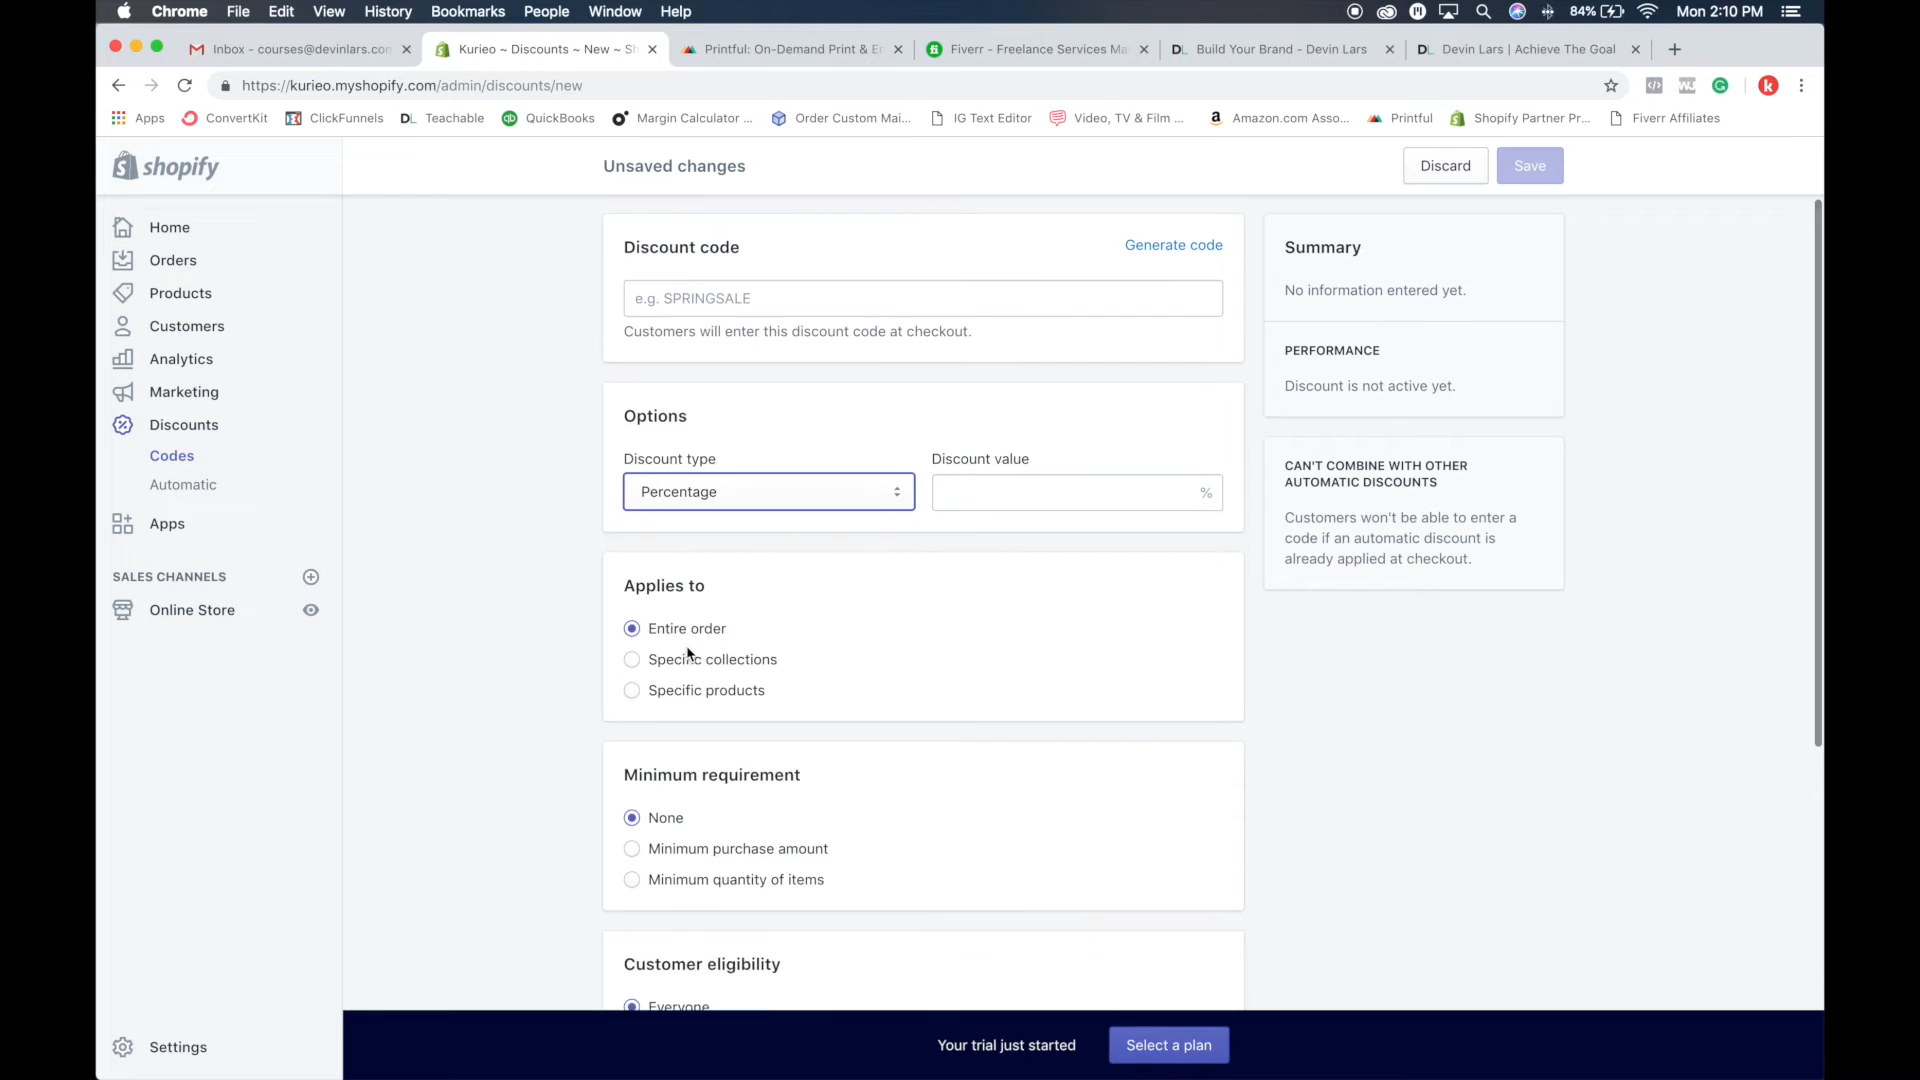 Chrome File Edit View History Bookmarks People Window Help 84% Mon 2:10 PM
Inbox - courses@devinlars.con Kurieo ~ Discounts ~ New ~ Sh Printful: On-Demand Print & En Fiverr - Freelance Services Ma DL Build Your Brand - Devin Lars DL Devin Lars | Achieve The Goal
https://kurieo.myshopify.com/admin/discounts/new k
Apps ConvertKit ClickFunnels DL Teachable QuickBooks Margin Calculator ... Order Custom Mai... IG Text Editor Video, TV & Film ... Amazon.com Asso... Printful Shopify Partner Pr... Fiverr Affiliates
shopify
Unsaved changes
Discard
Save
Home
Orders
Products
Customers
Analytics
Marketing
Discounts
Codes
Automatic
Apps
SALES CHANNELS
Online Store
Settings
Discount code
Generate code
e.g. SPRINGSALE
Customers will enter this discount code at checkout.
Options
Discount type
Discount value
Percentage
%
Applies to
Entire order
Specific collections
Specific products
Minimum requirement
None
Minimum purchase amount
Minimum quantity of items
Customer eligibility
Everyone
Summary
No information entered yet.
PERFORMANCE
Discount is not active yet.
CAN'T COMBINE WITH OTHER
AUTOMATIC DISCOUNTS
Customers won't be able to enter a
code if an automatic discount is
already applied at checkout.
Your trial just started
Select a plan